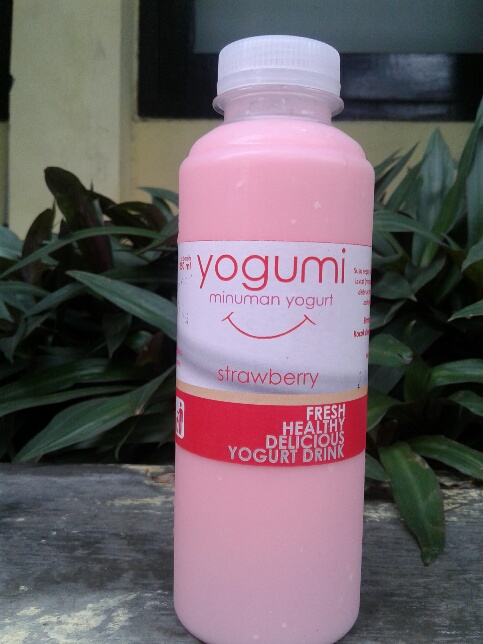 yogumi
minuman yogurt
strawberry
FRESH
HEALTHY
DELICIOUS
YOGURT DRINK